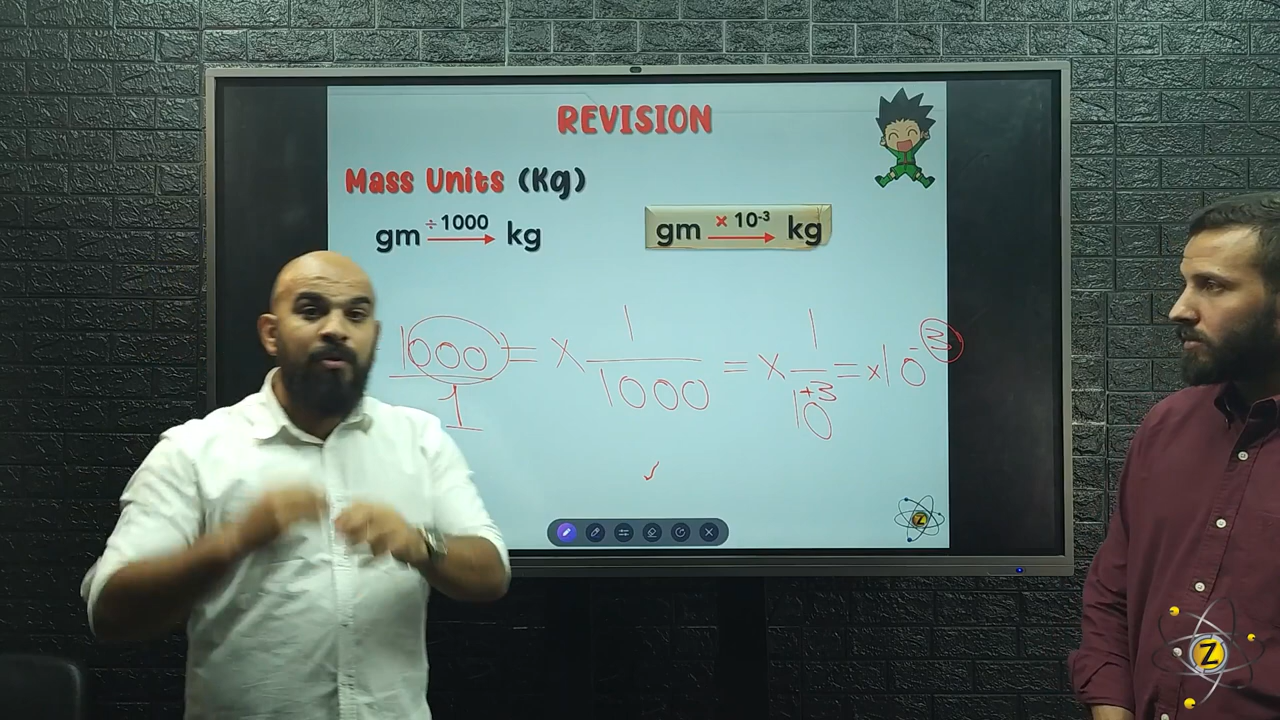 REVISION
Mass Units (Kg)
gm ÷ 1000 → kg
gm × 10⁻³ → kg
1000/1 = × 1/1000 = × 1/10⁺³ = ×10⁻³
Z
Z